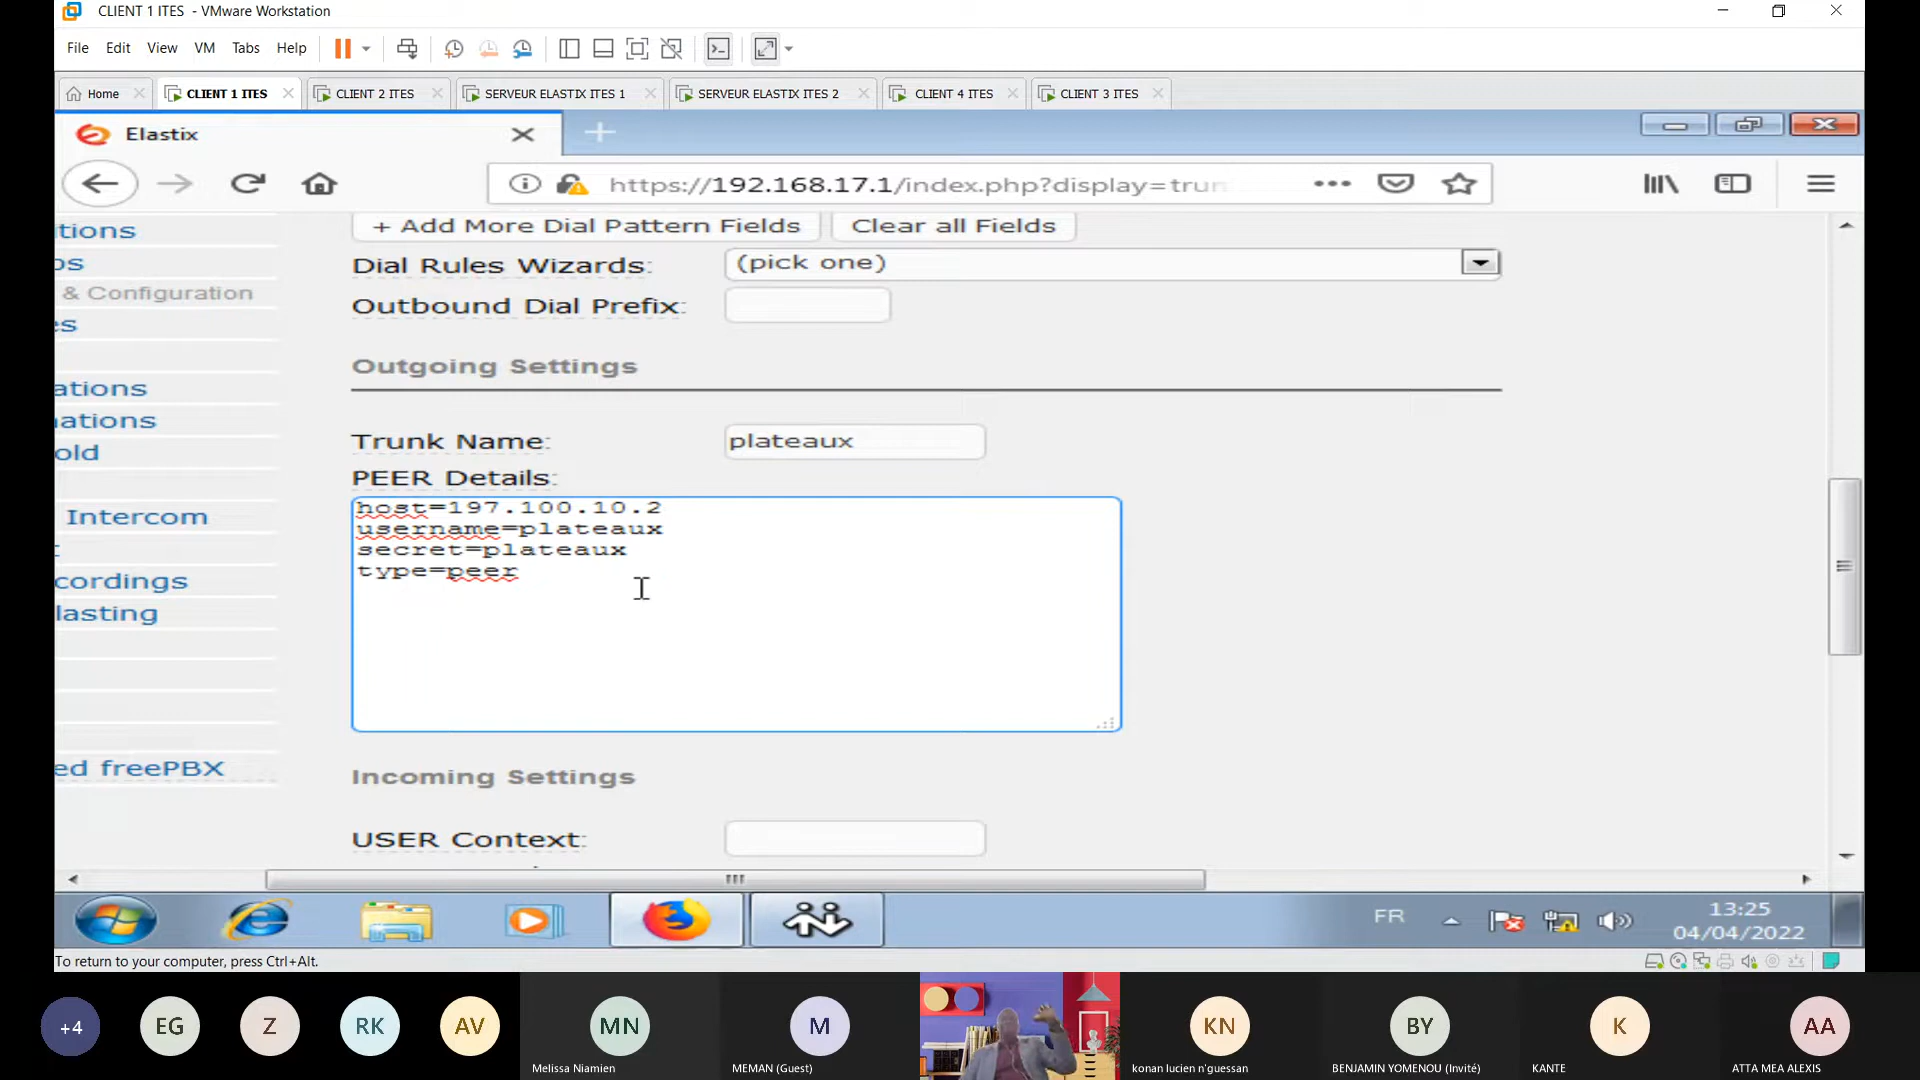 CLIENT 1 ITES - VMware Workstation
File Edit View VM Tabs Help
Home CLIENT 1 ITES CLIENT 2 ITES SERVEUR ELASTIX ITES 1 SERVEUR ELASTIX ITES 2 CLIENT 4 ITES CLIENT 3 ITES
Elastix
https://192.168.17.1/index.php?display=trun
tions
+ Add More Dial Pattern Fields Clear all Fields
os
Dial Rules Wizards: (pick one)
& Configuration
Outbound Dial Prefix:
es
Outgoing Settings
ations
ations
Trunk Name: plateaux
old
PEER Details:
host=197.100.10.2
Intercom
username=plateaux
secret=plateaux
type=peer
cordings
lasting
ed freePBX
Incoming Settings
USER Context:
FR
13:25
04/04/2022
To return to your computer, press Ctrl+Alt.
+4 EG Z RK AV MN M KN BY K AA
Melissa Niamien MEMAN (Guest) konan lucien n'guessan BENJAMIN YOMENOU (Invité) KANTE ATTA MEA ALEXIS